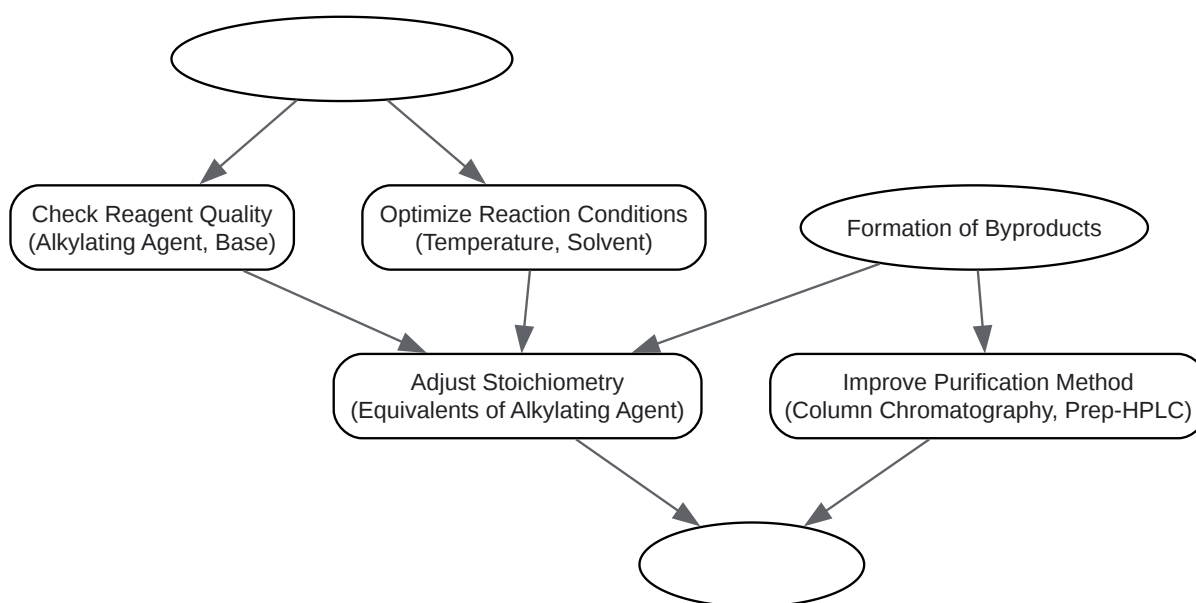 Check Reagent Quality
(Alkylating Agent, Base)
Optimize Reaction Conditions
(Temperature, Solvent)
Formation of Byproducts
Adjust Stoichiometry
(Equivalents of Alkylating Agent)
Improve Purification Method
(Column Chromatography, Prep-HPLC)